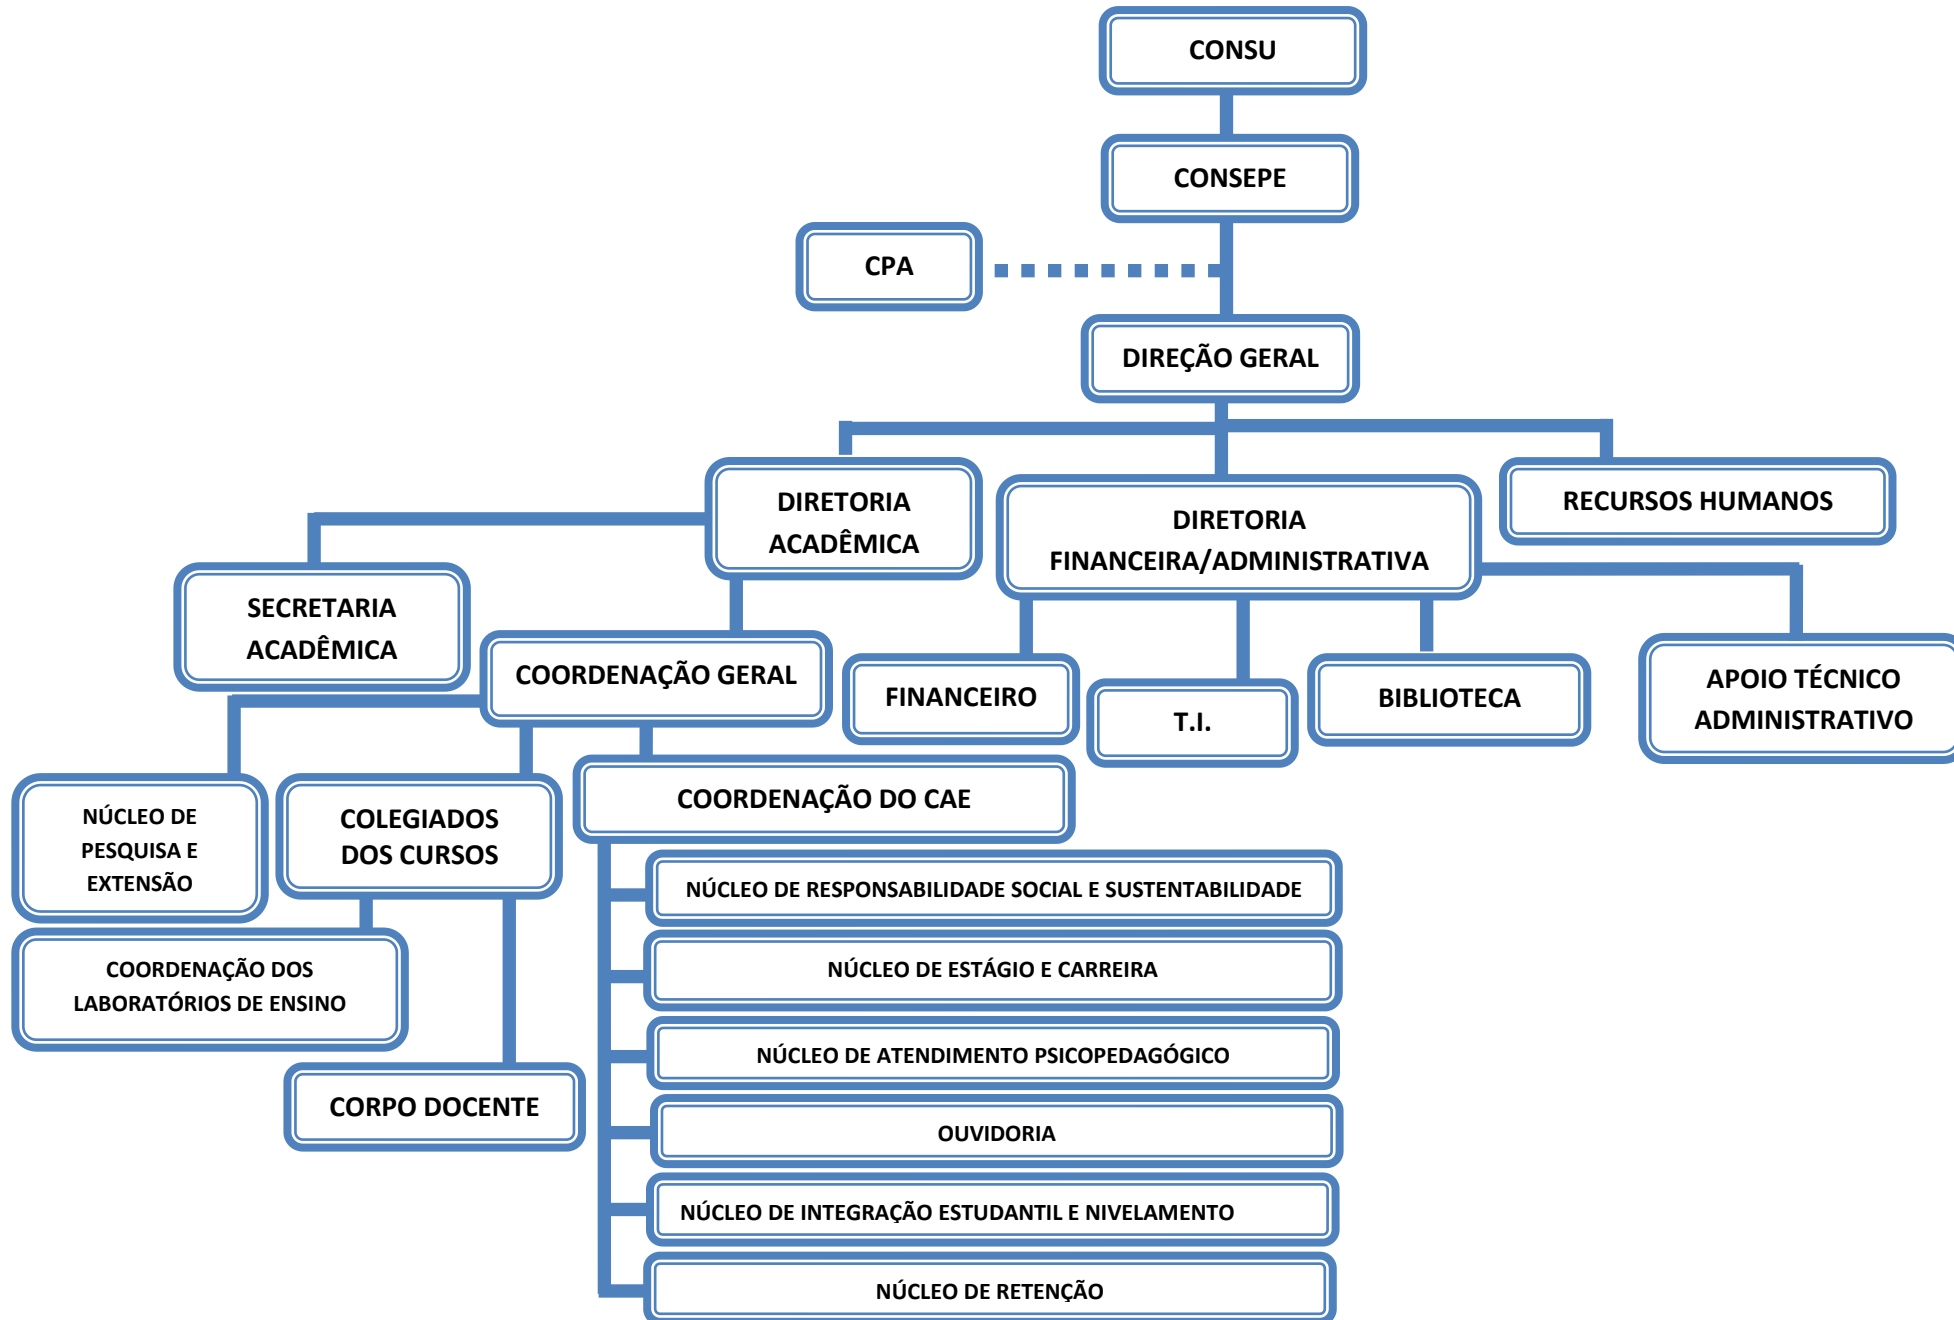 CONSU
CONSEPE
CPA
DIREÇÃO GERAL
DIRETORIA
ACADÊMICA
DIRETORIA
FINANCEIRA/ADMINISTRATIVA
RECURSOS HUMANOS
SECRETARIA
ACADÊMICA
COORDENAÇÃO GERAL
FINANCEIRO
T.I.
BIBLIOTECA
APOIO TÉCNICO
ADMINISTRATIVO
NÚCLEO DE
PESQUISA E
EXTENSÃO
COLEGIADOS
DOS CURSOS
COORDENAÇÃO DO CAE
NÚCLEO DE RESPONSABILIDADE SOCIAL E SUSTENTABILIDADE
COORDENAÇÃO DOS
LABORATÓRIOS DE ENSINO
NÚCLEO DE ESTÁGIO E CARREIRA
NÚCLEO DE ATENDIMENTO PSICOPEDAGÓGICO
CORPO DOCENTE
OUVIDORIA
NÚCLEO DE INTEGRAÇÃO ESTUDANTIL E NIVELAMENTO
NÚCLEO DE RETENÇÃO